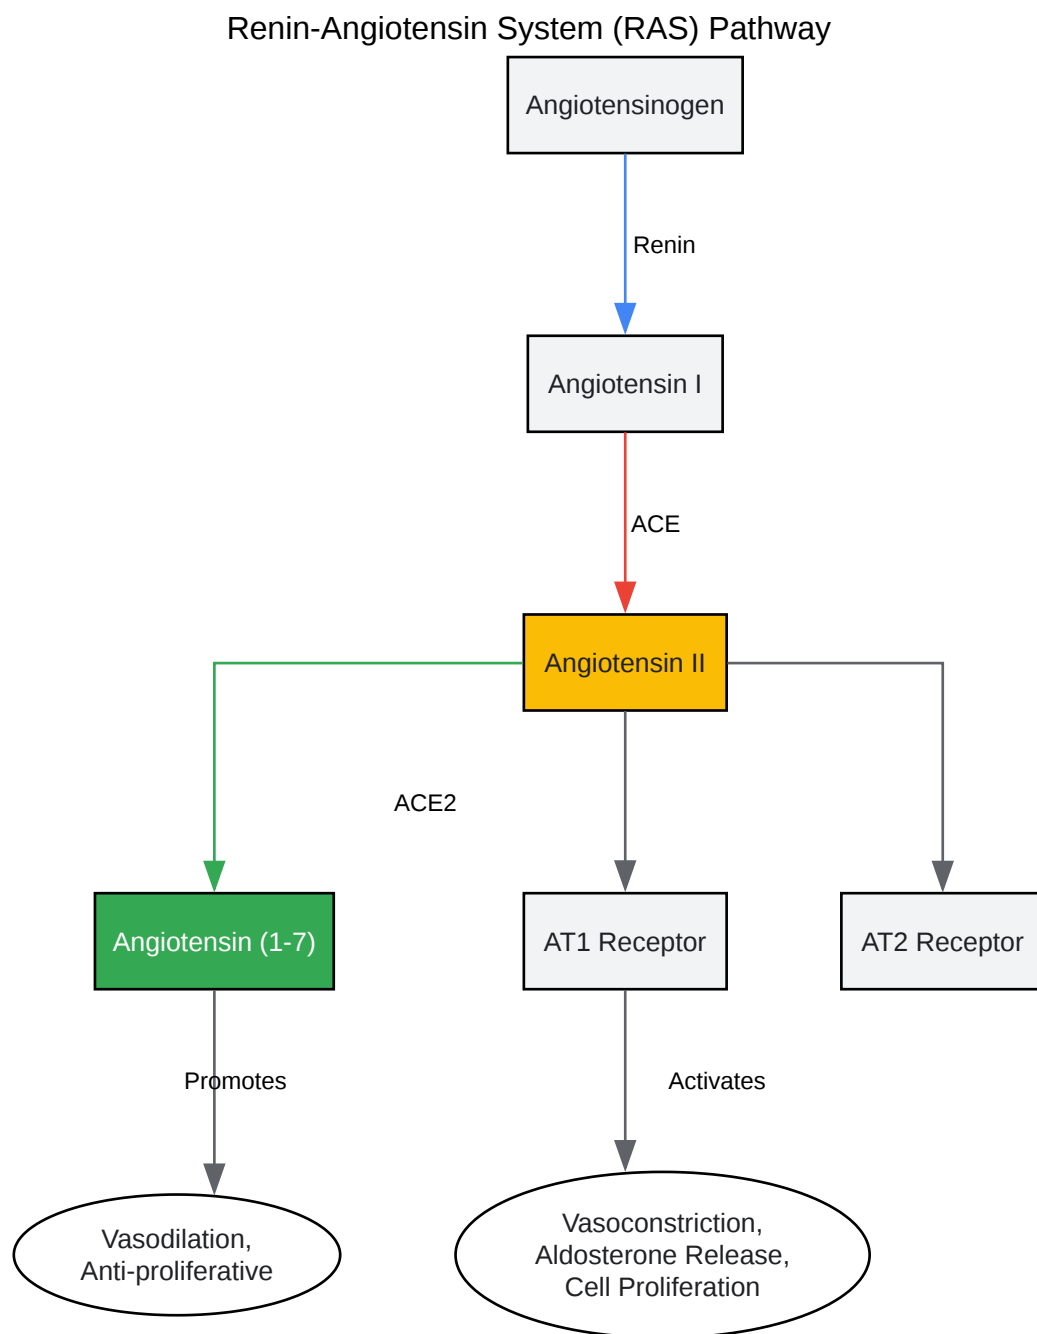 Renin-Angiotensin System (RAS) Pathway
Angiotensinogen
Renin
Angiotensin I
ACE
Angiotensin II
ACE2
Angiotensin (1-7)
AT1 Receptor
AT2 Receptor
Promotes
Activates
Vasodilation,
Anti-proliferative
Vasoconstriction,
Aldosterone Release,
Cell Proliferation